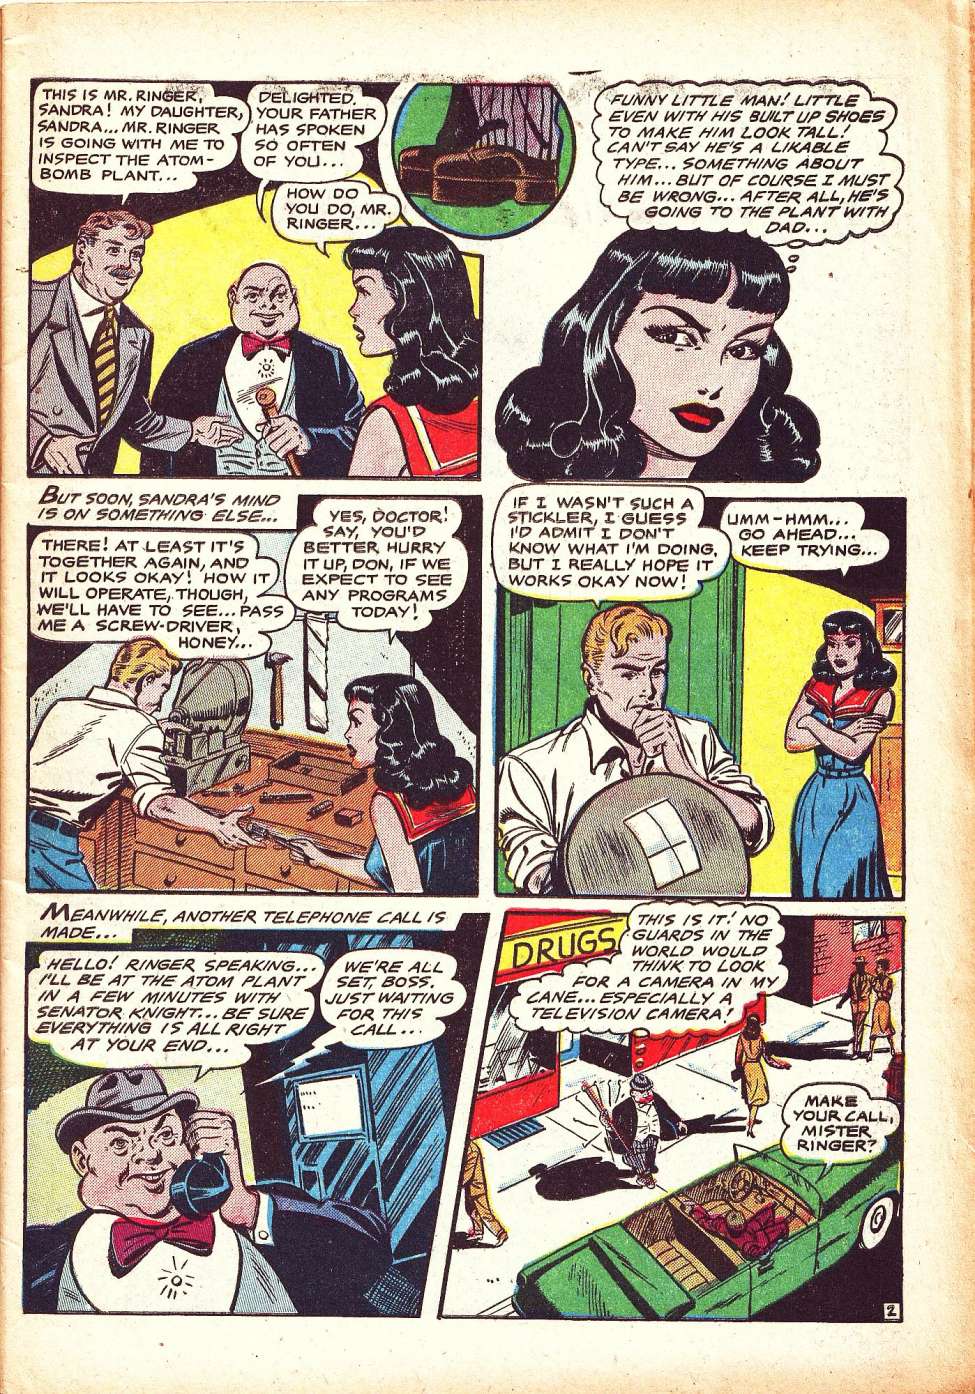 THIS IS MR. RINGER,
SANDRA! MY DAUGHTER,
SANDRA... MR. RINGER
IS GOING WITH ME TO
INSPECT THE ATOM-
BOMB PLANT...
DELIGHTED.
YOUR FATHER
HAS SPOKEN
SO OFTEN
OF YOU...
HOW DO
YOU DO, MR.
RINGER...
FUNNY LITTLE MAN! LITTLE
EVEN WITH HIS BUILT UP SHOES
TO MAKE HIM LOOK TALL!
CAN'T SAY HE'S A LIKABLE
TYPE... SOMETHING ABOUT
HIM... BUT OF COURSE I MUST
BE WRONG... AFTER ALL, HE'S
GOING TO THE PLANT WITH
DAD...
BUT SOON, SANDRA'S MIND
IS ON SOMETHING ELSE...
THERE! AT LEAST IT'S
TOGETHER AGAIN, AND
IT LOOKS OKAY! HOW IT
WILL OPERATE, THOUGH,
WE'LL HAVE TO SEE... PASS
ME A SCREW-DRIVER,
HONEY...
YES, DOCTOR!
SAY, YOU'D
BETTER HURRY
IT UP, DON, IF WE
EXPECT TO SEE
ANY PROGRAMS
TODAY!
IF I WASN'T SUCH A
STICKLER, I GUESS
I'D ADMIT I DON'T
KNOW WHAT I'M DOING,
BUT I REALLY HOPE IT
WORKS OKAY NOW!
UMM-HMM...
GO AHEAD...
KEEP TRYING...
MEANWHILE, ANOTHER TELEPHONE CALL IS
MADE...
HELLO! RINGER SPEAKING...
I'LL BE AT THE ATOM PLANT
IN A FEW MINUTES WITH
SENATOR KNIGHT... BE SURE
EVERYTHING IS ALL RIGHT
AT YOUR END...
WE'RE ALL
SET, BOSS.
JUST WAITING
FOR THIS
CALL...
DRUGS
THIS IS IT! NO
GUARDS IN THE
WORLD WOULD
THINK TO LOOK
FOR A CAMERA IN MY
CANE... ESPECIALLY A
TELEVISION CAMERA!
MAKE
YOUR CALL,
MISTER
RINGER?
2